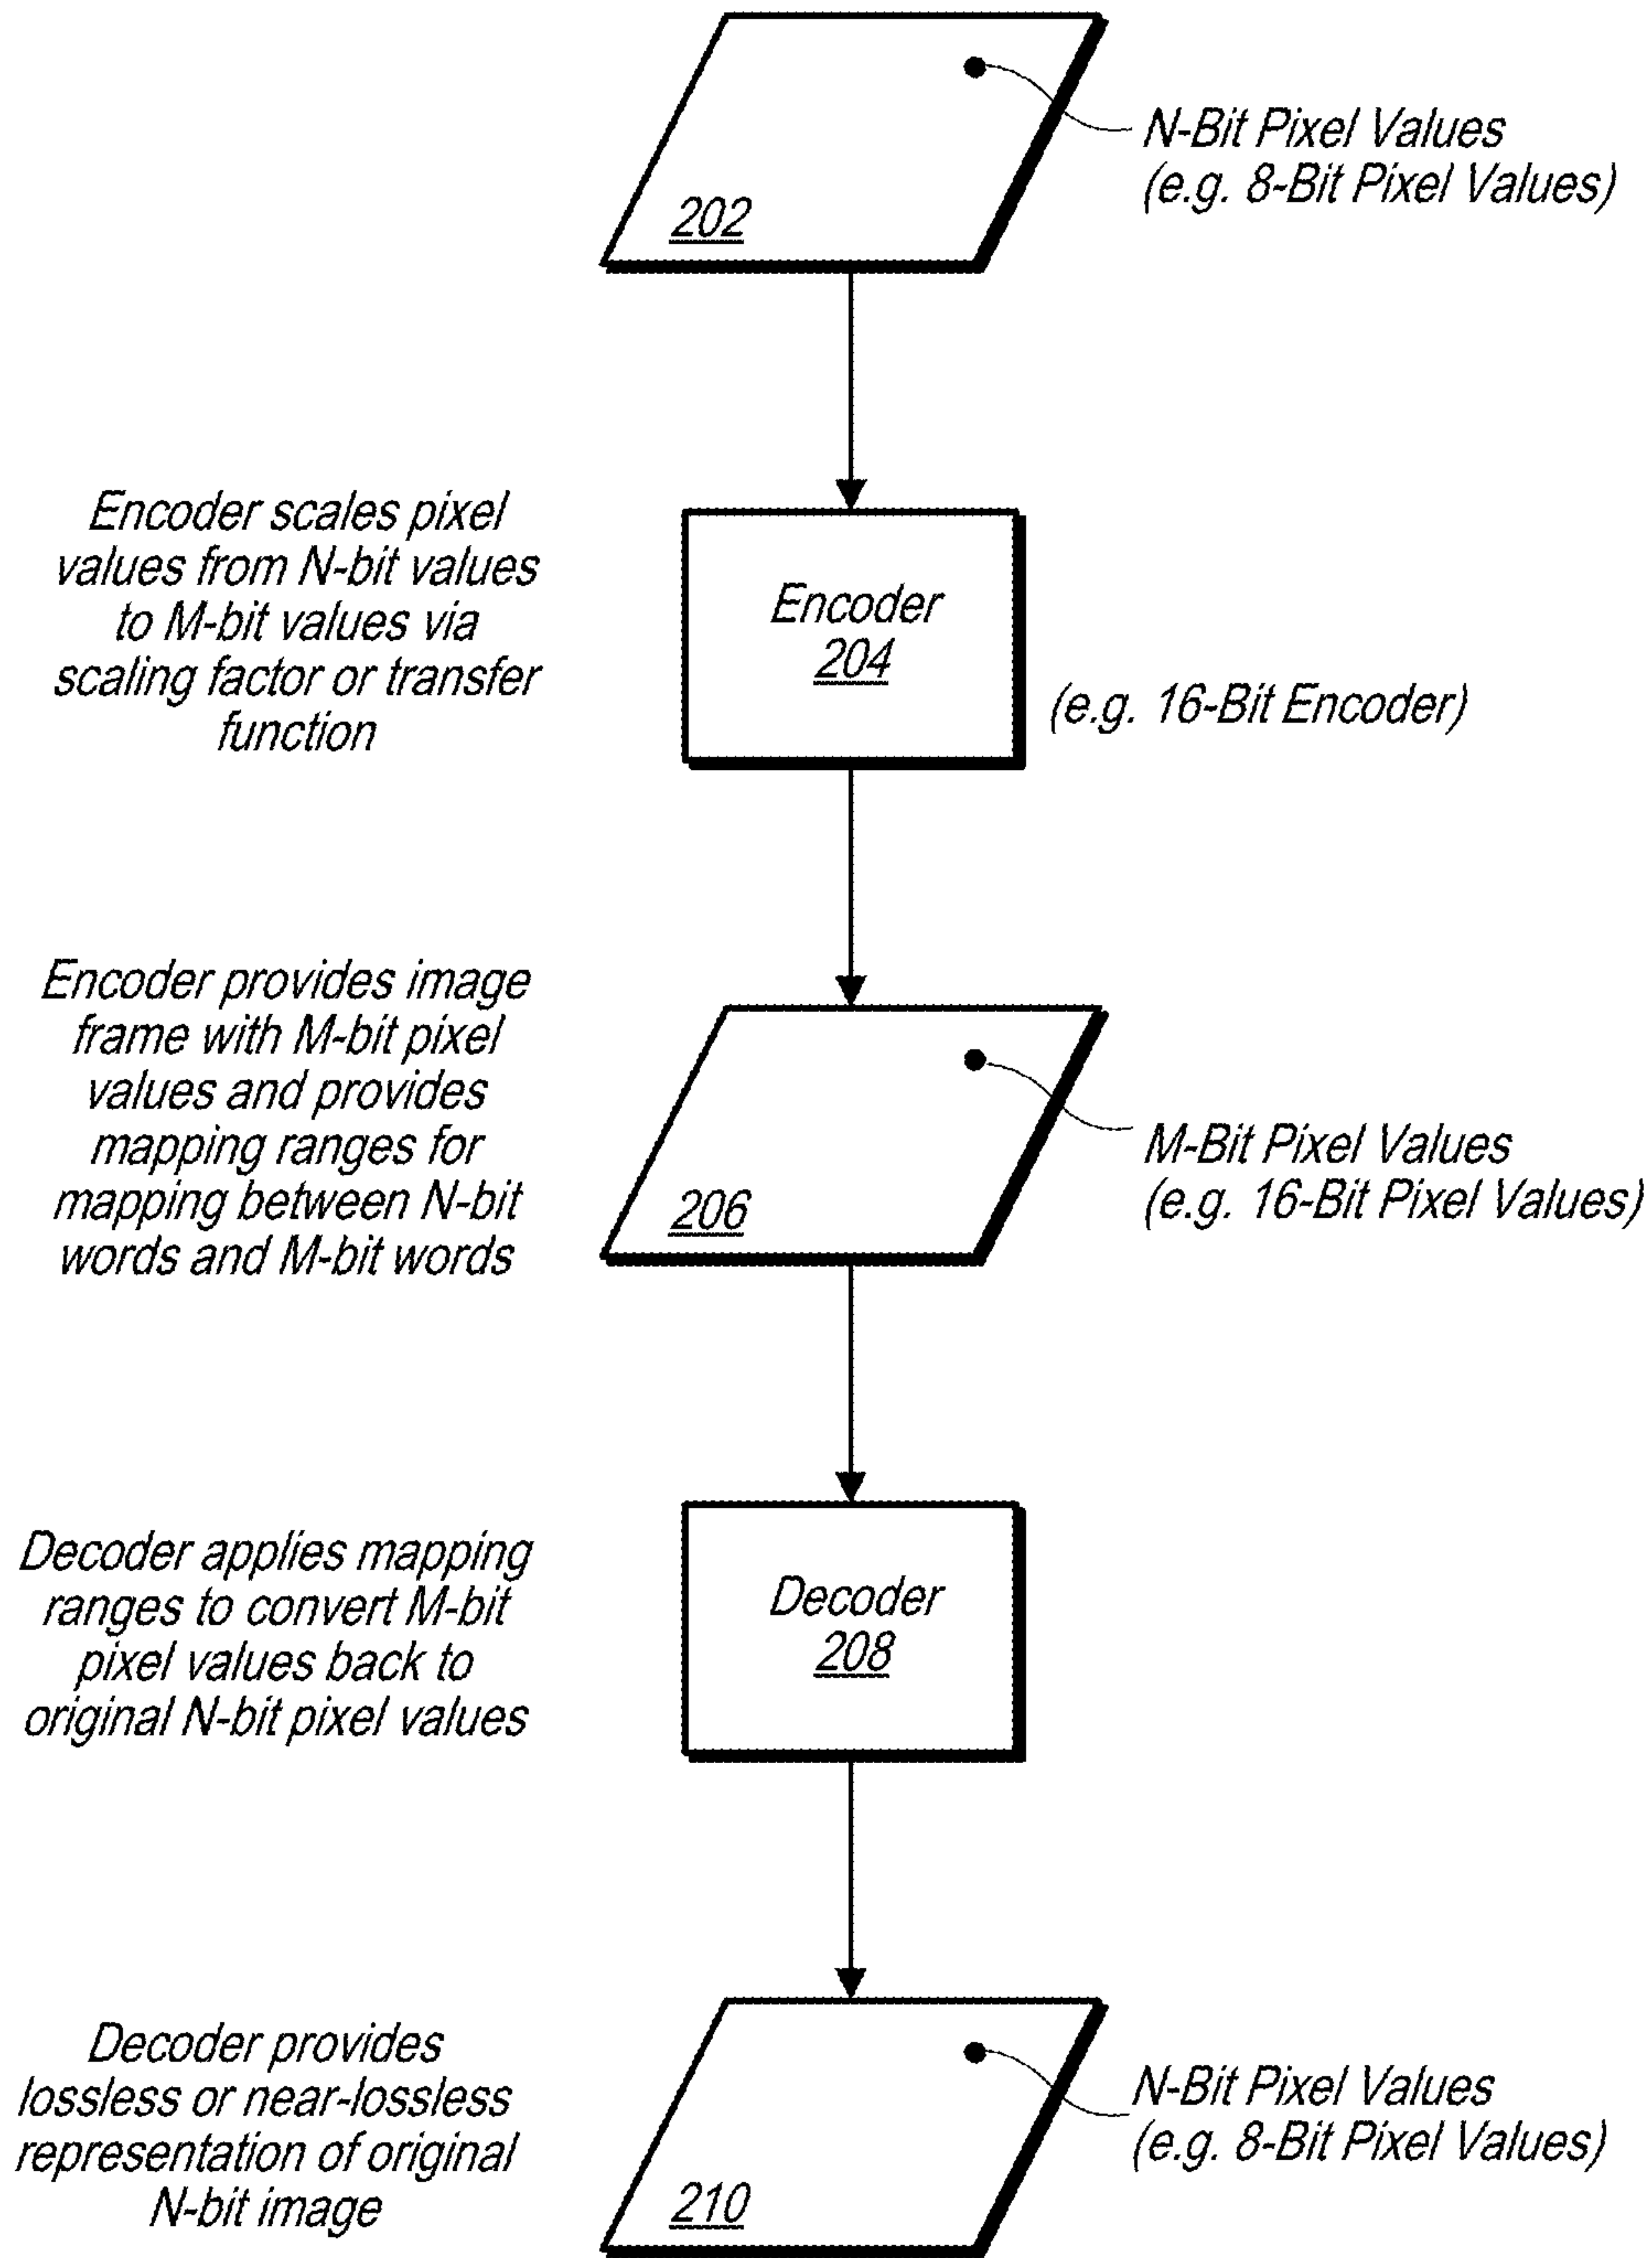 N-Bit Pixel Values
(e.g. 8-Bit Pixel Values)
202
Encoder scales pixel
values from N-bit values
to M-bit values via
scaling factor or transfer
function
Encoder
204
(e.g. 16-Bit Encoder)
Encoder provides image
frame with M-bit pixel
values and provides
mapping ranges for
mapping between N-bit
words and M-bit words
M-Bit Pixel Values
(e.g. 16-Bit Pixel Values)
206
Decoder applies mapping
ranges to convert M-bit
pixel values back to
original N-bit pixel values
Decoder
208
Decoder provides
lossless or near-lossless
representation of original
N-bit image
N-Bit Pixel Values
(e.g. 8-Bit Pixel Values)
210